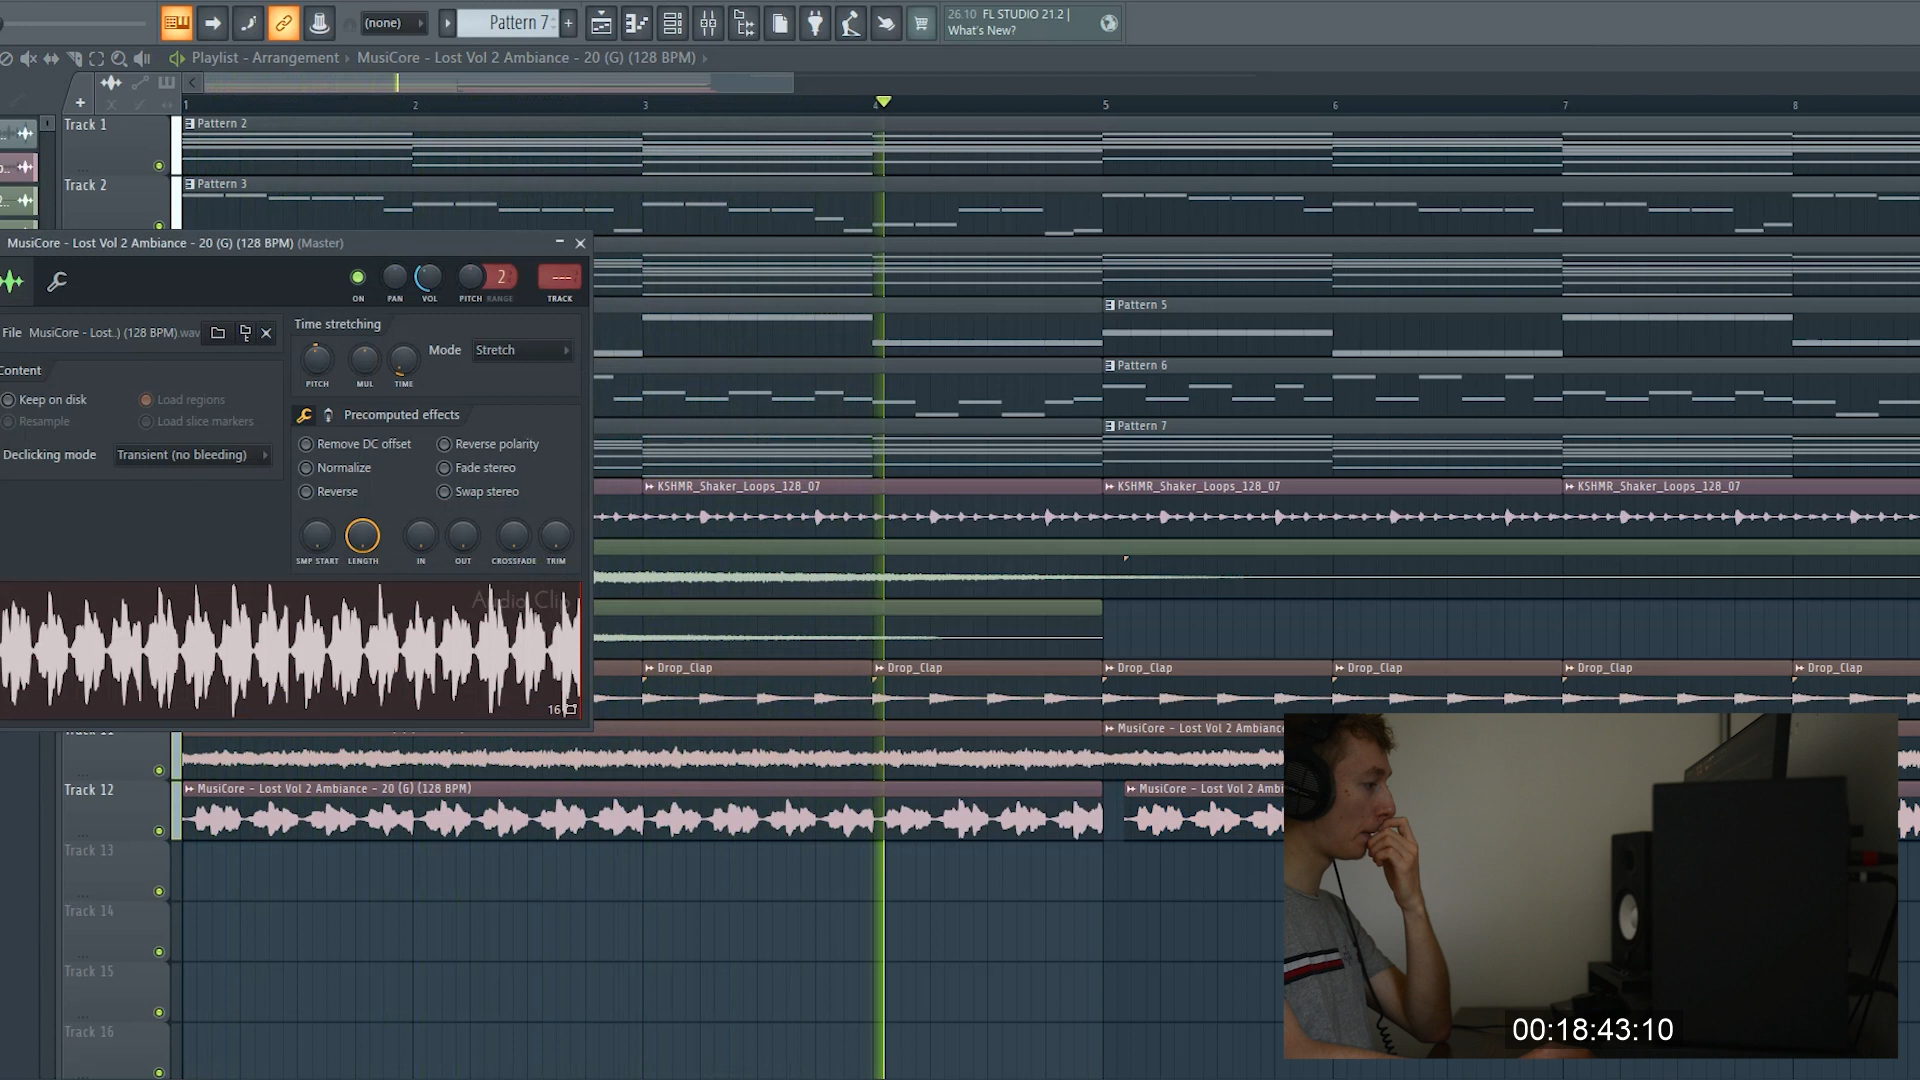 (none)
Pattern 7
26.10 FL STUDIO 21.2 |
What's New?
Playlist - Arrangement › MusiCore - Lost Vol 2 Ambiance - 20 (G) (128 BPM) ›
1 2 3 4 5 6 7 8
Track 1
Pattern 2
Track 2
Pattern 3
MusiCore - Lost Vol 2 Ambiance - 20 (G) (128 BPM) (Master)
2
---
ON PAN VOL PITCH RANGE TRACK
Pattern 5
File MusiCore - Lost..) (128 BPM).wav
Time stretching
Mode Stretch
PITCH MUL TIME
Content
Keep on disk
Load regions
Resample
Load slice markers
Declicking mode Transient (no bleeding)
Precomputed effects
Remove DC offset
Reverse polarity
Normalize
Fade stereo
Reverse
Swap stereo
SMP START LENGTH IN OUT CROSSFADE TRIM
Audio Clip
16
Pattern 6
Pattern 7
KSHMR_Shaker_Loops_128_07
KSHMR_Shaker_Loops_128_07
KSHMR_Shaker_Loops_128_07
Drop_Clap
Drop_Clap
Drop_Clap
Drop_Clap
Drop_Clap
Drop_Clap
MusiCore - Lost Vol 2 Ambiance
Track 12
MusiCore - Lost Vol 2 Ambiance - 20 (G) (128 BPM)
MusiCore - Lost Vol 2 Ambi
Track 13
Track 14
Track 15
Track 16
00:18:43:10